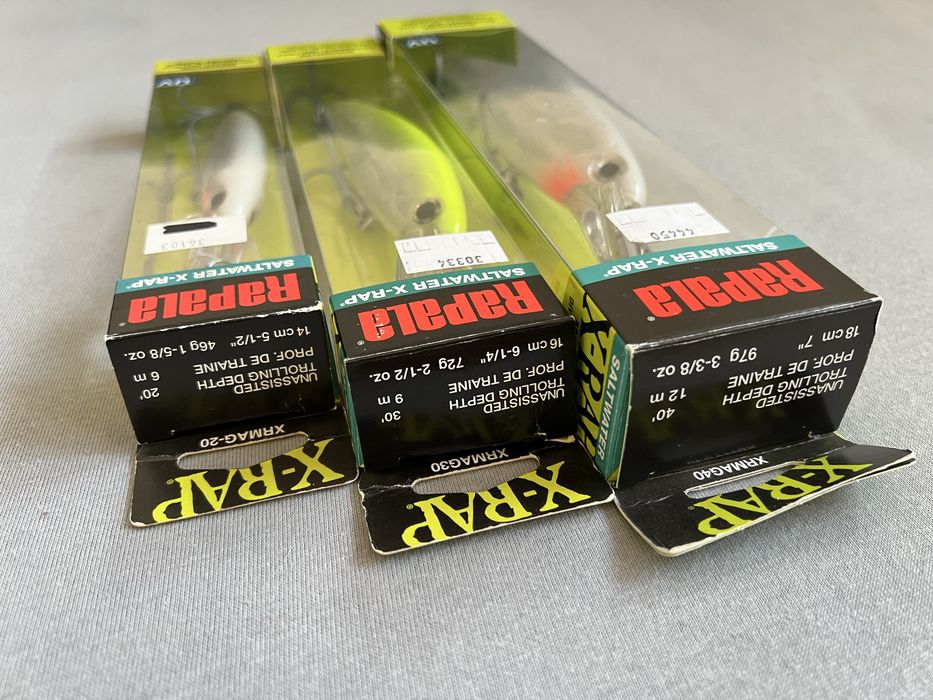 X-RAP®
XRMAG-20
UNASSISTED
TROLLING DEPTH
PROF. DE TRAINE
20'
6 m
14 cm 5-1/2" 46g 1-5/8 oz.
RAPALA®
SALTWATER X-RAP®
34103
X-RAP®
XRMAG30
UNASSISTED
TROLLING DEPTH
PROF. DE TRAINE
30'
9 m
16 cm 6-1/4" 72g 2-1/2 oz.
RAPALA®
SALTWATER X-RAP®
30334
X-RAP
XRMAG40
UNASSISTED
TROLLING DEPTH
PROF. DE TRAINE
40'
12 m
18 cm 7" 97g 3-3/8 oz.
RAPALA®
SALTWATER X-RAP®
44450
X-RAP
SALTWATER